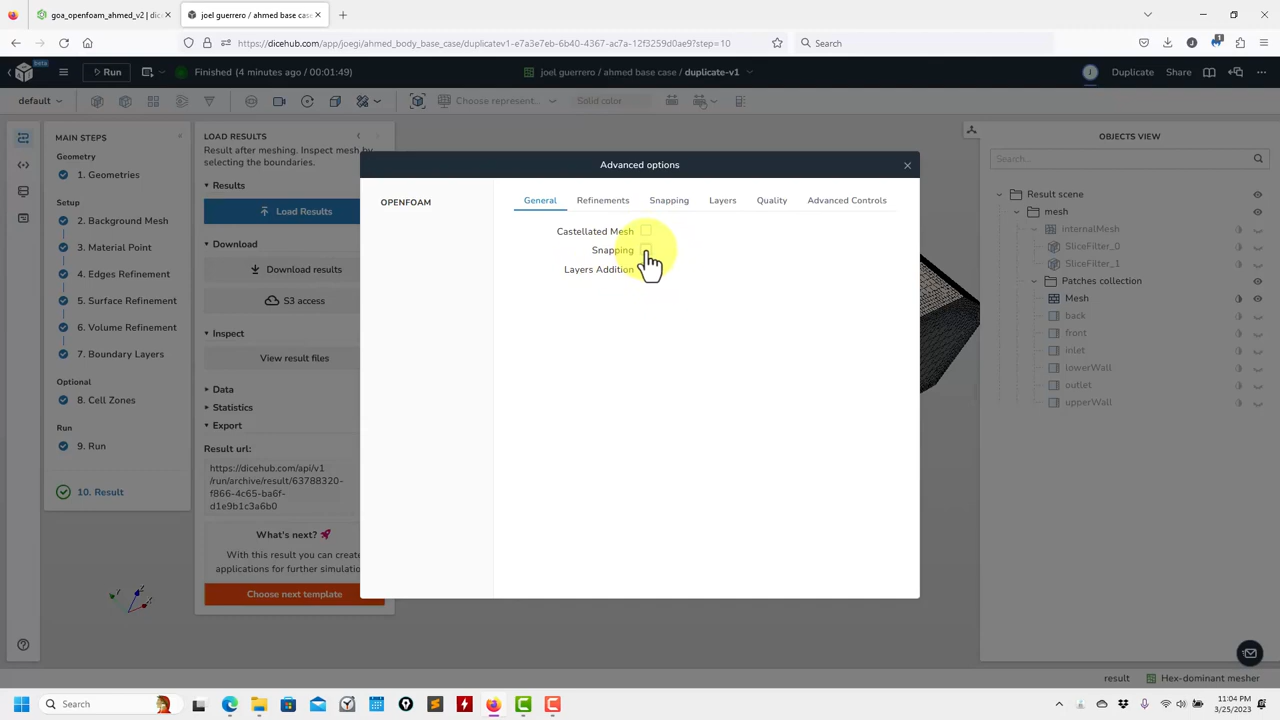 goa_openfoam_ahmed_v2 | dice
joel guerrero / ahmed base case
https://dicehub.com/app/joegi/ahmed_body_base_case/duplicatev1e7a3e7eb-6b40-4367-ac7a-12f3259d0ae9?step=10
Search
beta
Run
Finished (4 minutes ago / 00:01:49)
joel guerrero / ahmed base case / duplicate-v1
J
Duplicate
Share
default
Choose represent...
Solid color
MAIN STEPS
Geometry
1. Geometries
Setup
2. Background Mesh
3. Material Point
4. Edges Refinement
5. Surface Refinement
6. Volume Refinement
7. Boundary Layers
Optional
8. Cell Zones
Run
9. Run
10. Result
LOAD RESULTS
Result after meshing. Inspect mesh by
selecting the boundaries.
Results
Load Results
Download
Download results
S3 access
Inspect
View result files
Data
Statistics
Export
Result url:
https://dicehub.com/api/v1
/run/archive/result/63788320-
f866-4c65-ba6f-
d1e9b1c3a6b0
What's next? 🚀
With this result you can create
applications for further simulatio
Choose next template
Advanced options
OPENFOAM
General
Refinements
Snapping
Layers
Quality
Advanced Controls
Castellated Mesh
Snapping
Layers Addition
OBJECTS VIEW
Search...
Result scene
mesh
internalMesh
SliceFilter_0
SliceFilter_1
Patches collection
Mesh
back
front
inlet
lowerWall
outlet
upperWall
result
Hex-dominant mesher
Search
11:04 PM
3/25/2023